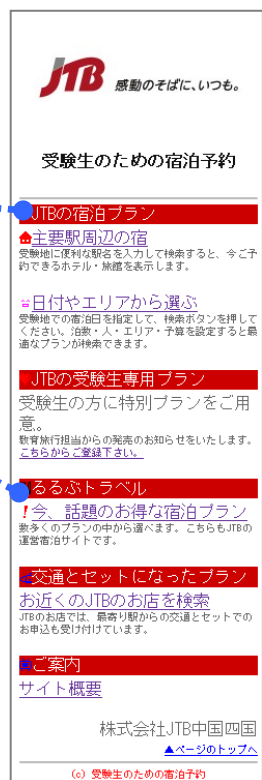 JTB 感動のそばに、いつも。
受験生のための宿泊予約
JTBの宿泊プラン
主要駅周辺の宿
受験地に便利な駅名を入力して検索すると、今ご予
約できるホテル・旅館を表示します。
日付やエリアから選ぶ
受験地での宿泊日を指定して、検索ボタンを押して
ください。泊数・人・エリア・予算を設定すると最
適なプランが検索できます。
JTBの受験生専用プラン
受験生の方に特別プランをご用
意。
教育旅行担当からの発売のお知らせをいたします。
こちらからご登録下さい。
るるぶトラベル
!今、話題のお得な宿泊プラン
数多くのプランの中から選べます。こちらもJTBの
運営宿泊サイトです。
交通とセットになったプラン
お近くのJTBのお店を検索
JTBのお店では、最寄り駅からの交通とセットでの
お申込も受け付けています。
ご案内
サイト概要
株式会社JTB中国四国
▲ページのトップへ
(c) 受験生のための宿泊予約